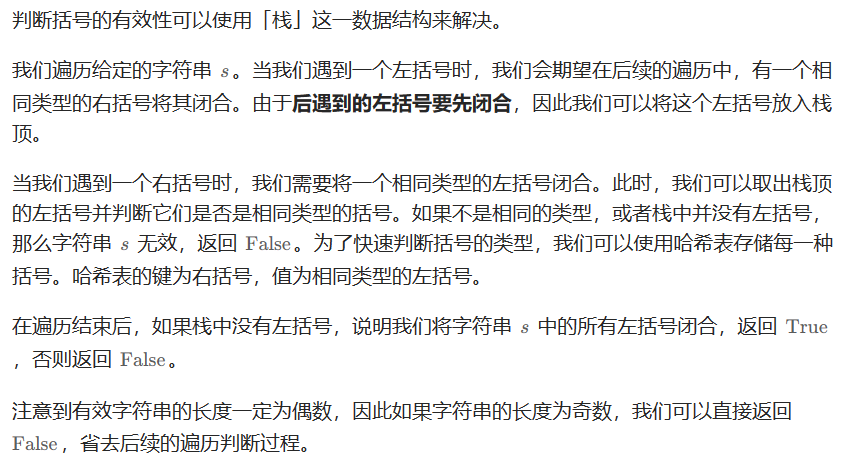 判断括号的有效性可以使用「栈」这一数据结构来解决。
我们遍历给定的字符串 s。当我们遇到一个左括号时，我们会期望在后续的遍历中，有一个相
同类型的右括号将其闭合。由于后遇到的左括号要先闭合，因此我们可以将这个左括号放入栈
顶。
当我们遇到一个右括号时，我们需要将一个相同类型的左括号闭合。此时，我们可以取出栈顶
的左括号并判断它们是否是相同类型的括号。如果不是相同的类型，或者栈中并没有左括号，
那么字符串 s 无效，返回 False。为了快速判断括号的类型，我们可以使用哈希表存储每一种
括号。哈希表的键为右括号，值为相同类型的左括号。
在遍历结束后，如果栈中没有左括号，说明我们将字符串 s 中的所有左括号闭合，返回 True
，否则返回 False。
注意到有效字符串的长度一定为偶数，因此如果字符串的长度为奇数，我们可以直接返回
False，省去后续的遍历判断过程。